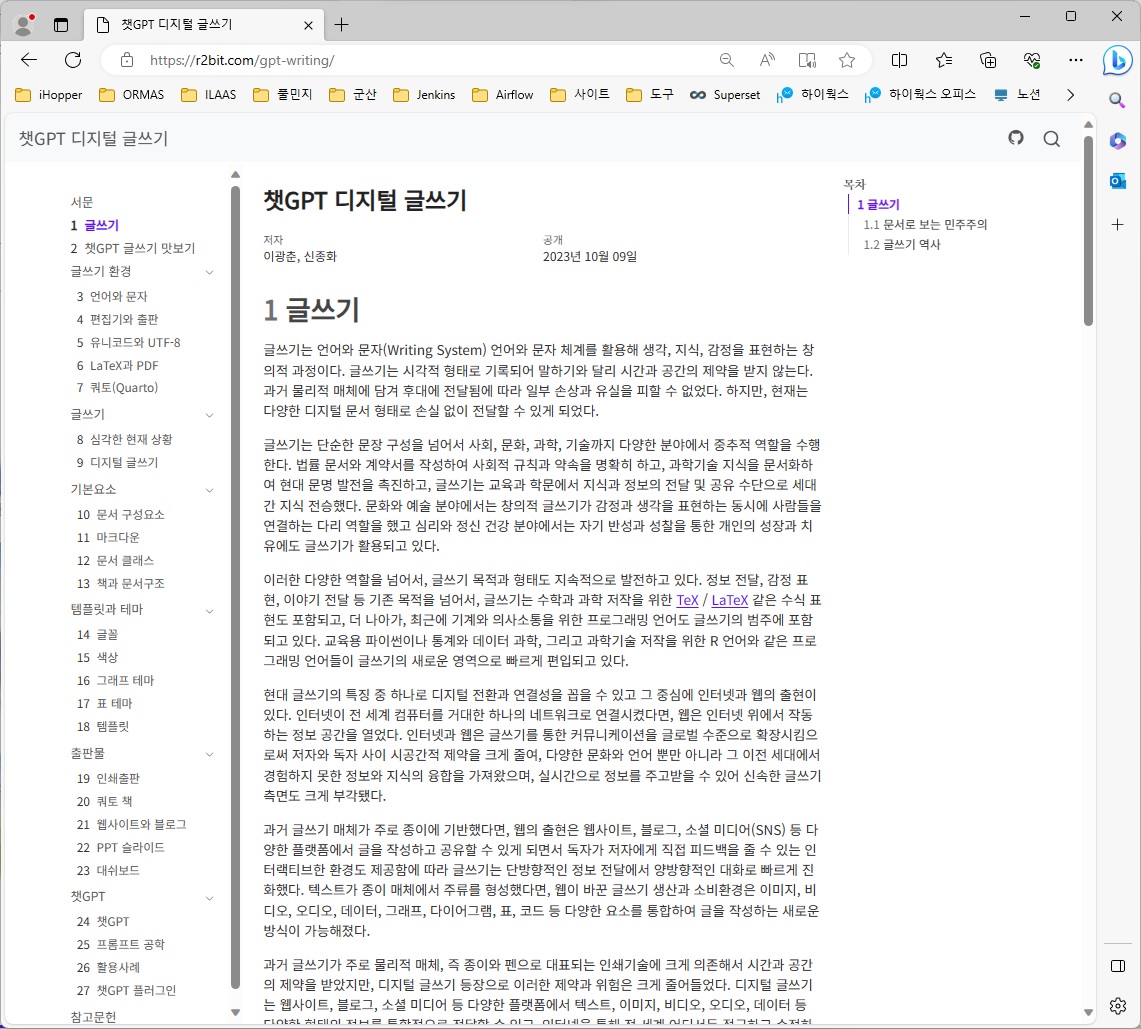 챗GPT 디지털 글쓰기
https://r2bit.com/gpt-writing/
iHopper
ORMAS
ILAAS
풀민지
군산
Jenkins
Airflow
사이트
도구
Superset
하이웍스
하이웍스 오피스
노션
챗GPT 디지털 글쓰기
서문
1 글쓰기
2 챗GPT 글쓰기 맛보기
글쓰기 환경
3 언어와 문자
4 편집기와 출판
5 유니코드와 UTF-8
6 LaTeX과 PDF
7 쿼토(Quarto)
글쓰기
8 심각한 현재 상황
9 디지털 글쓰기
기본요소
10 문서 구성요소
11 마크다운
12 문서 클래스
13 책과 문서구조
템플릿과 테마
14 글꼴
15 색상
16 그래프 테마
17 표 테마
18 템플릿
출판물
19 인쇄출판
20 쿼토 책
21 웹사이트와 블로그
22 PPT 슬라이드
23 대쉬보드
챗GPT
24 챗GPT
25 프롬프트 공학
26 활용사례
27 챗GPT 플러그인
참고문헌
챗GPT 디지털 글쓰기
저자
이광춘, 신종화
공개
2023년 10월 09일
1 글쓰기
글쓰기는 언어와 문자(Writing System) 언어와 문자 체계를 활용해 생각, 지식, 감정을 표현하는 창
의적 과정이다. 글쓰기는 시각적 형태로 기록되어 말하기와 달리 시간과 공간의 제약을 받지 않는다.
과거 물리적 매체에 담겨 후대에 전달됨에 따라 일부 손상과 유실을 피할 수 없었다. 하지만, 현재는
다양한 디지털 문서 형태로 손실 없이 전달할 수 있게 되었다.
글쓰기는 단순한 문장 구성을 넘어서 사회, 문화, 과학, 기술까지 다양한 분야에서 중추적 역할을 수행
한다. 법률 문서와 계약서를 작성하여 사회적 규칙과 약속을 명확히 하고, 과학기술 지식을 문서화하
여 현대 문명 발전을 촉진하고, 글쓰기는 교육과 학문에서 지식과 정보의 전달 및 공유 수단으로 세대
간 지식 전승했다. 문화와 예술 분야에서는 창의적 글쓰기가 감정과 생각을 표현하는 동시에 사람들을
연결하는 다리 역할을 했고 심리와 정신 건강 분야에서는 자기 반성과 성찰을 통한 개인의 성장과 치
유에도 글쓰기가 활용되고 있다.
이러한 다양한 역할을 넘어서, 글쓰기 목적과 형태도 지속적으로 발전하고 있다. 정보 전달, 감정 표
현, 이야기 전달 등 기존 목적을 넘어서, 글쓰기는 수학과 과학 저작을 위한 TeX / LaTeX 같은 수식 표
현도 포함되고, 더 나아가, 최근에 기계와 의사소통을 위한 프로그래밍 언어도 글쓰기의 범주에 포함
되고 있다. 교육용 파이썬이나 통계와 데이터 과학, 그리고 과학기술 저작을 위한 R 언어와 같은 프로
그래밍 언어들이 글쓰기의 새로운 영역으로 빠르게 편입되고 있다.
현대 글쓰기의 특징 중 하나로 디지털 전환과 연결성을 꼽을 수 있고 그 중심에 인터넷과 웹의 출현이
있다. 인터넷이 전 세계 컴퓨터를 거대한 하나의 네트워크로 연결시켰다면, 웹은 인터넷 위에서 작동
하는 정보 공간을 열었다. 인터넷과 웹은 글쓰기를 통한 커뮤니케이션을 글로벌 수준으로 확장시킴으
로써 저자와 독자 사이 시공간적 제약을 크게 줄여, 다양한 문화와 언어 뿐만 아니라 그 이전 세대에서
경험하지 못한 정보와 지식의 융합을 가져왔으며, 실시간으로 정보를 주고받을 수 있어 신속한 글쓰기
측면도 크게 부각됐다.
과거 글쓰기 매체가 주로 종이에 기반했다면, 웹의 출현은 웹사이트, 블로그, 소셜 미디어(SNS) 등 다
양한 플랫폼에서 글을 작성하고 공유할 수 있게 되면서 독자가 저자에게 직접 피드백을 줄 수 있는 인
터랙티브한 환경도 제공함에 따라 글쓰기는 단방향적인 정보 전달에서 양방향적인 대화로 빠르게 진
화했다. 텍스트가 종이 매체에서 주류를 형성했다면, 웹이 바꾼 글쓰기 생산과 소비환경은 이미지, 비
디오, 오디오, 데이터, 그래프, 다이어그램, 표, 코드 등 다양한 요소를 통합하여 글을 작성하는 새로운
방식이 가능해졌다.
과거 글쓰기가 주로 물리적 매체, 즉 종이와 펜으로 대표되는 인쇄기술에 크게 의존해서 시간과 공간
의 제약을 받았지만, 디지털 글쓰기 등장으로 이러한 제약과 위험은 크게 줄어들었다. 디지털 글쓰기
는 웹사이트, 블로그, 소셜 미디어 등 다양한 플랫폼에서 텍스트, 이미지, 비디오, 오디오, 데이터 등
목차
1 글쓰기
1.1 문서로 보는 민주주의
1.2 글쓰기 역사